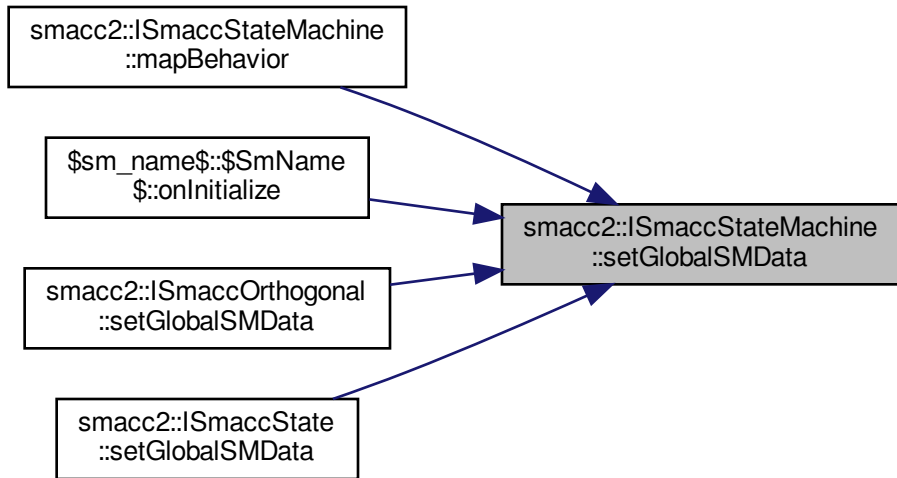 smacc2::ISmaccStateMachine
::mapBehavior
$sm_name$::$SmName
$::onInitialize
smacc2::ISmaccStateMachine
::setGlobalSMData
smacc2::ISmaccOrthogonal
::setGlobalSMData
smacc2::ISmaccState
::setGlobalSMData